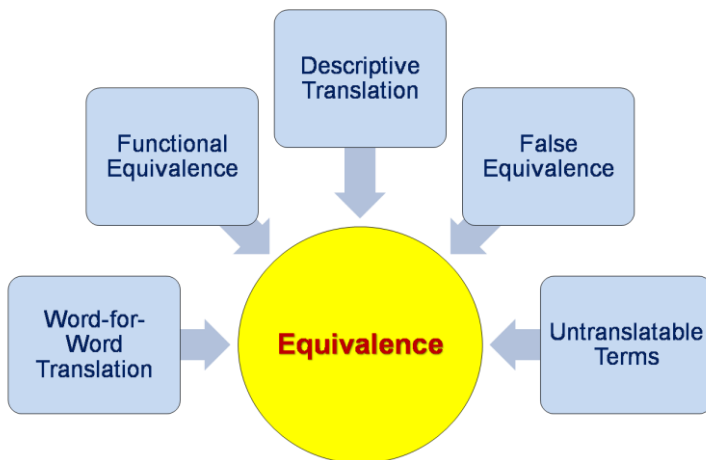 Descriptive
Translation
Functional
Equivalence
False
Equivalence
Word-for-
Word
Translation
Equivalence
Untranslatable
Terms